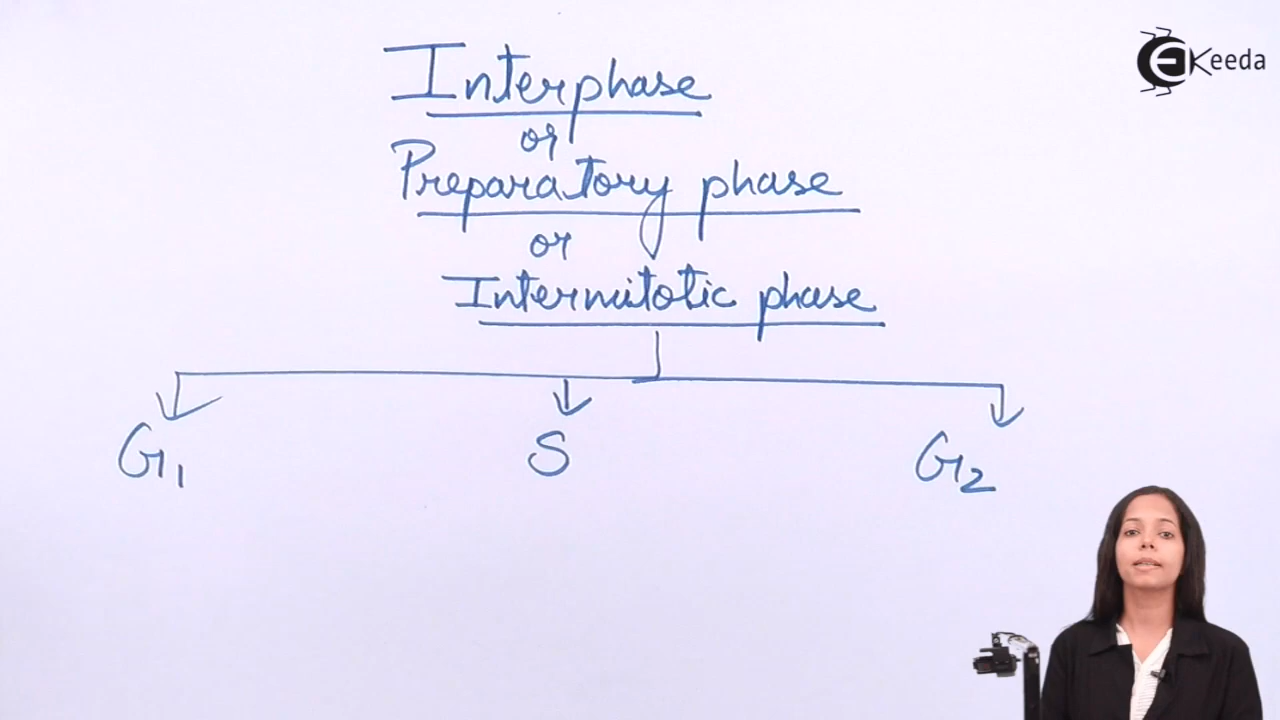 Interphase
or
Preparatory phase
or
Intermitotic phase
G1 S G2
EKeeda